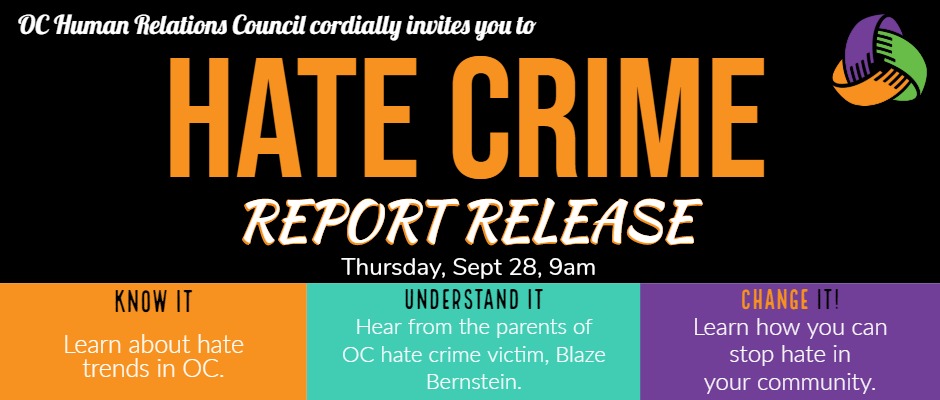 OC Human Relations Council cordially invites you to
HATE CRIME
REPORT RELEASE
Thursday, Sept 28, 9am
KNOW IT
Learn about hate
trends in OC.
UNDERSTAND IT
Hear from the parents of
OC hate crime victim, Blaze
Bernstein.
CHANGE IT!
Learn how you can
stop hate in
your community.